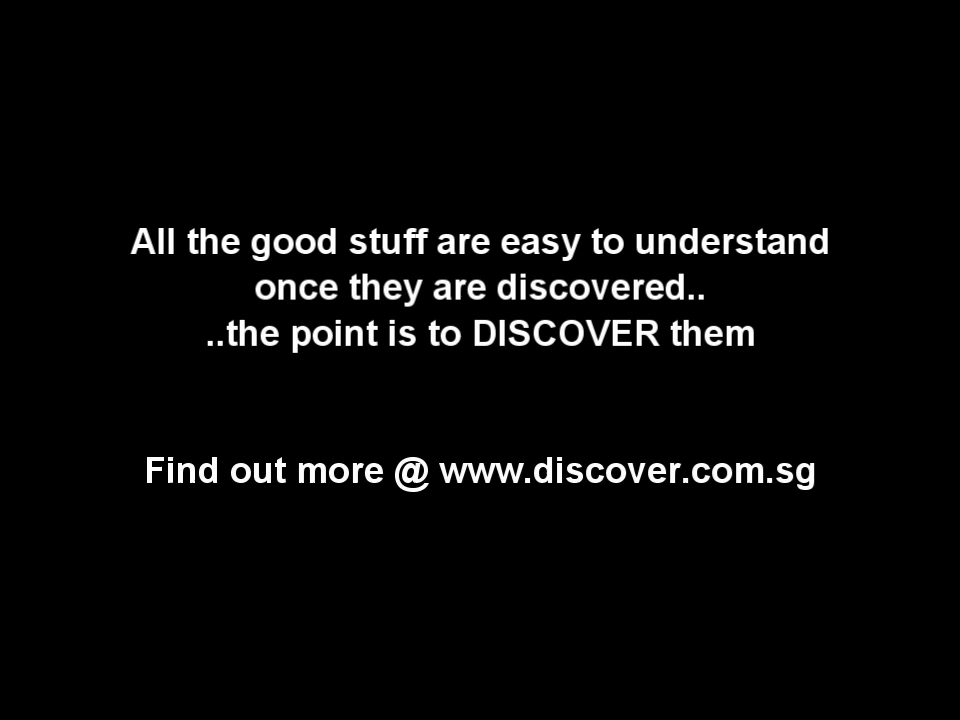 All the good stuff are easy to understand
once they are discovered..
..the point is to DISCOVER them
Find out more @ www.discover.com.sg